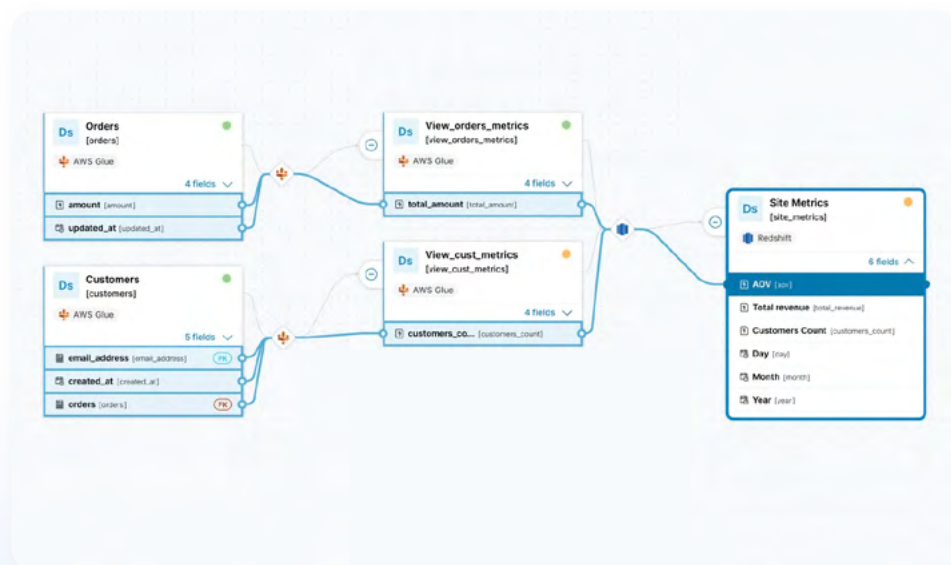 Ds Orders
[orders]
AWS Glue
4 fields
amount [amount]
updated_at [updated_at]
Ds Customers
[customers]
AWS Glue
5 fields
email_address [email_address] PK
created_at [created_at]
orders [orders] FK
Ds View_orders_metrics
[view_orders_metrics]
AWS Glue
4 fields
total_amount [total_amount]
Ds View_cust_metrics
[view_cust_metrics]
AWS Glue
4 fields
customers_co... [customers_count]
Ds Site Metrics
[site_metrics]
Redshift
6 fields
AOV [aov]
Total revenue [total_revenue]
Customers Count [customers_count]
Day [day]
Month [month]
Year [year]